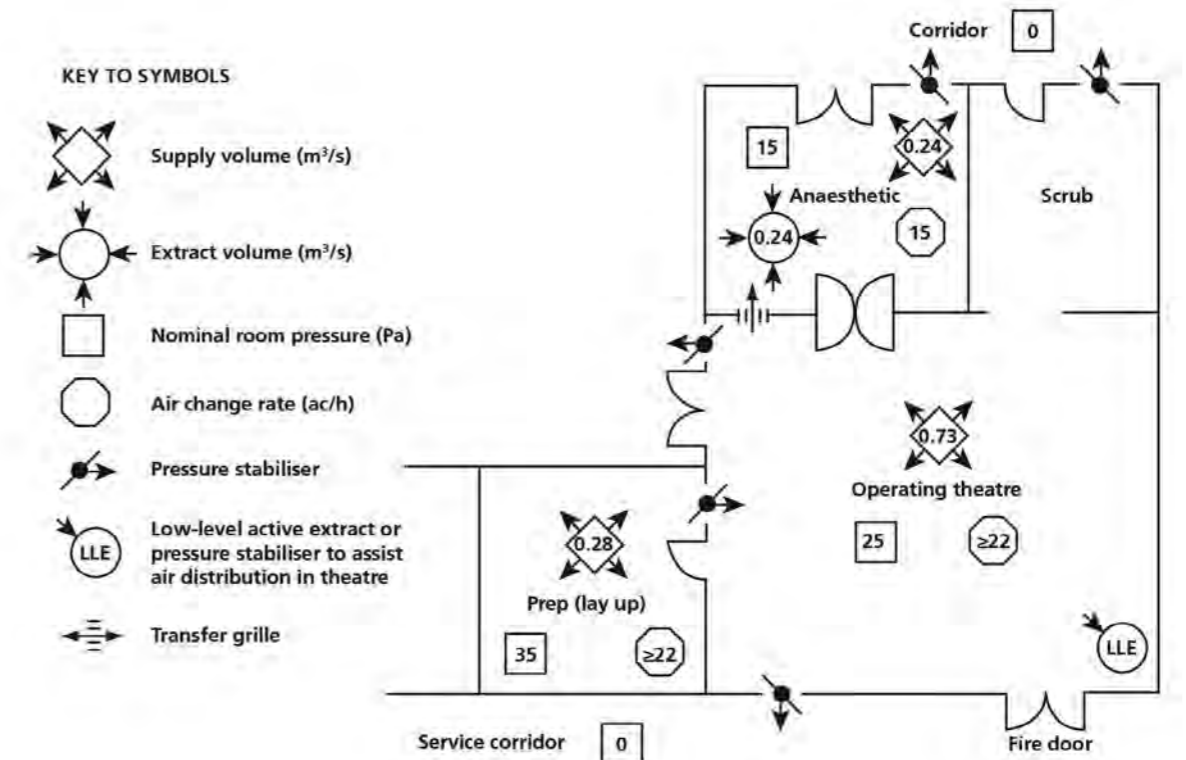 KEY TO SYMBOLS
Supply volume (m³/s)
Extract volume (m³/s)
Nominal room pressure (Pa)
Air change rate (ac/h)
Pressure stabiliser
LLE
Low-level active extract or
pressure stabiliser to assist
air distribution in theatre
Transfer grille
Corridor
0
15
0.24
Anaesthetic
0.24
15
Scrub
0.73
Operating theatre
25
≥22
0.28
Prep (lay up)
35
≥22
LLE
Service corridor
0
Fire door